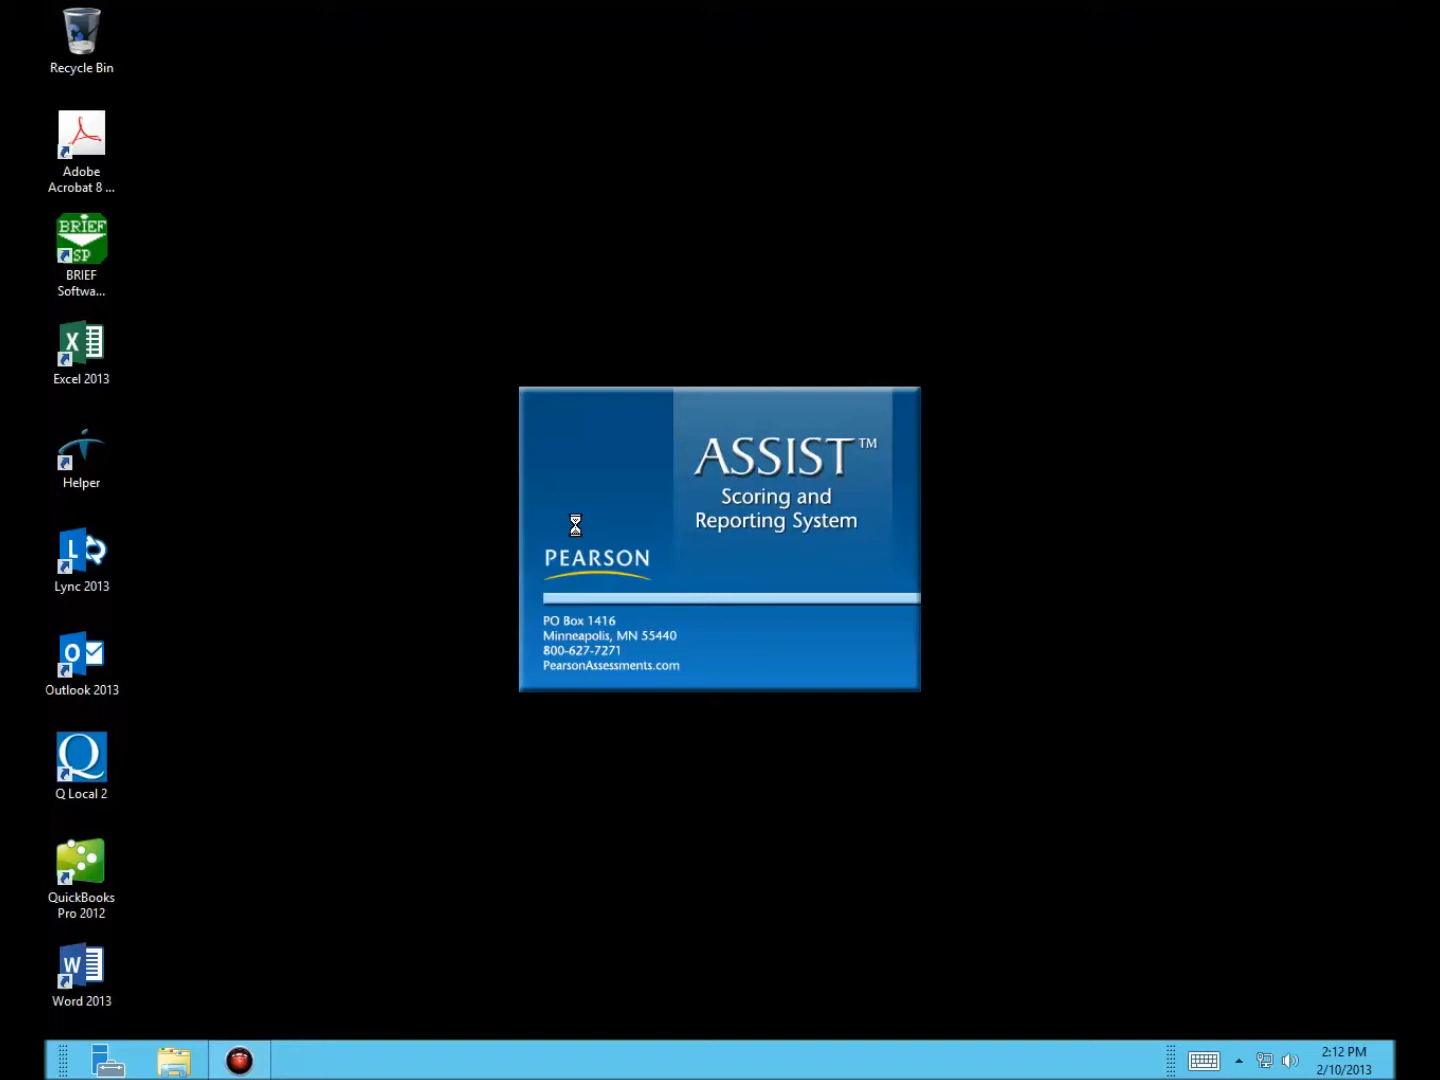 Recycle Bin
Adobe
Acrobat 8 ...
BRIEF
SP
BRIEF
Softwa...
X
Excel 2013
Helper
L
Lync 2013
O
Outlook 2013
Q
Q Local 2
QuickBooks
Pro 2012
W
Word 2013
ASSIST™
Scoring and
Reporting System
PEARSON
PO Box 1416
Minneapolis, MN 55440
800-627-7271
PearsonAssessments.com
2:12 PM
2/10/2013